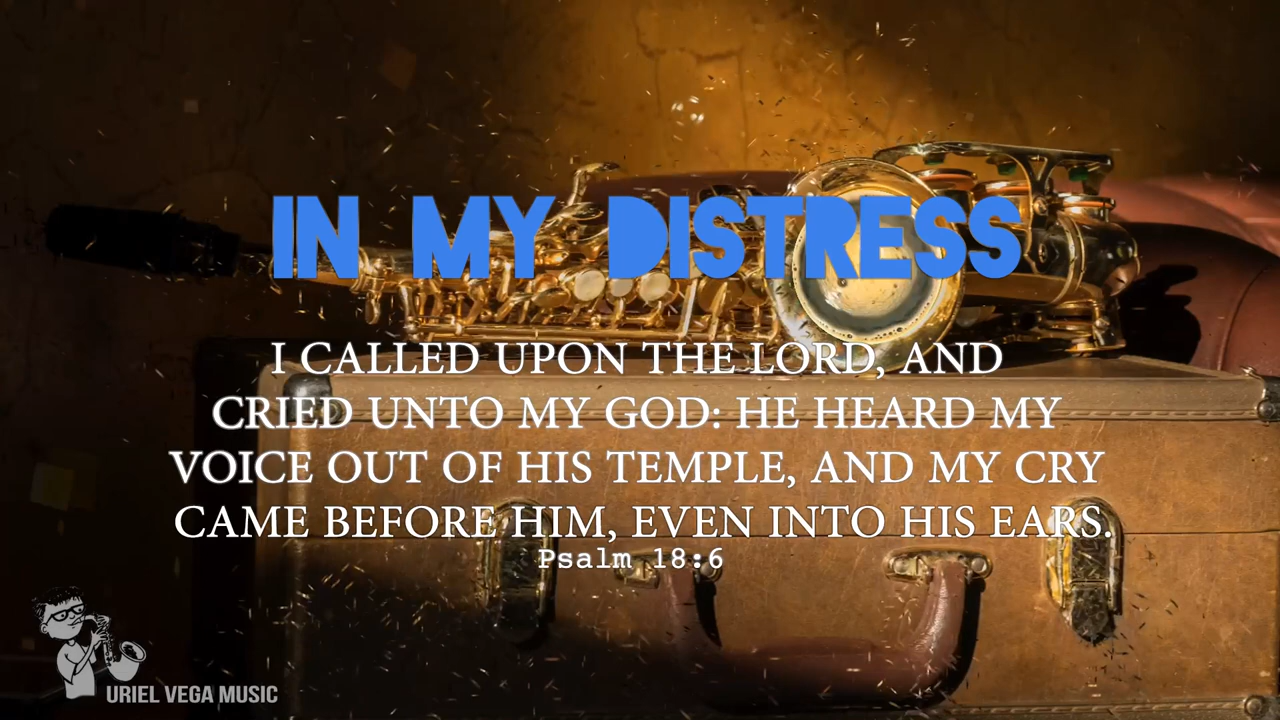 IN MY DISTRESS
I CALLED UPON THE LORD, AND
CRIED UNTO MY GOD: HE HEARD MY
VOICE OUT OF HIS TEMPLE, AND MY CRY
CAME BEFORE HIM, EVEN INTO HIS EARS.
Psalm 18:6
URIEL VEGA MUSIC